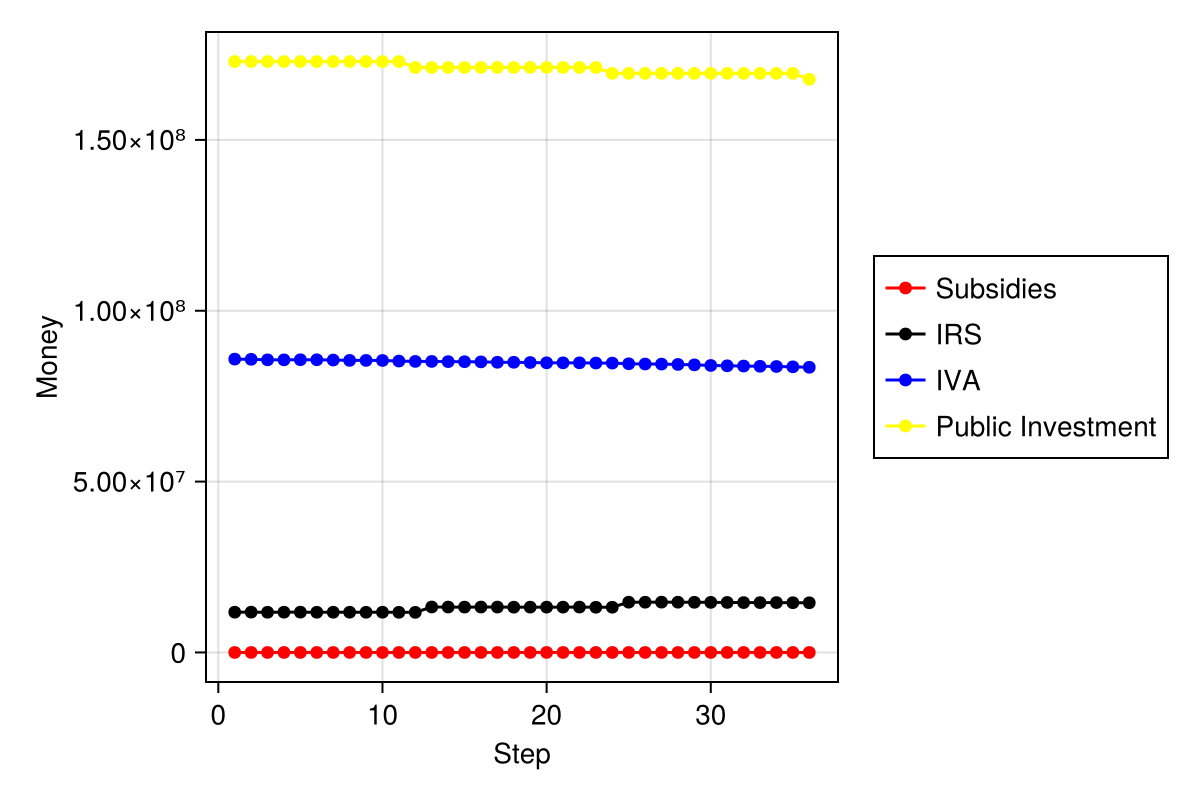 1.50×10⁸
1.00×10⁸
5.00×10⁷
0
Money
0 10 20 30
Step
Subsidies
IRS
IVA
Public Investment